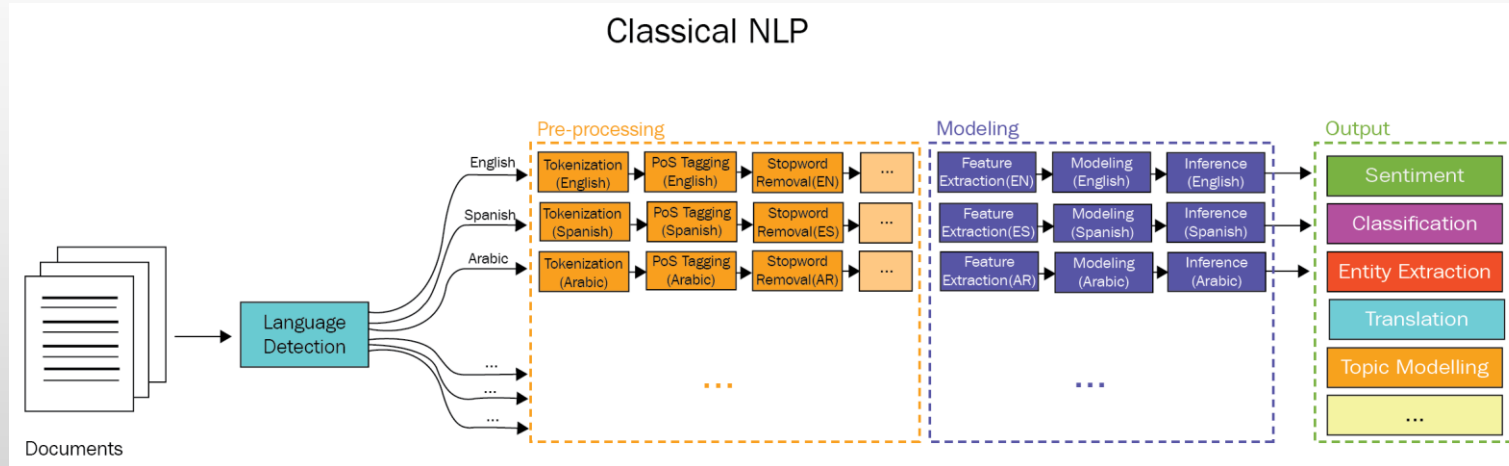 Classical NLP
Pre-processing
Modeling
Output
English
Tokenization
(English)
PoS Tagging
(English)
Stopword
Removal(EN)
...
Feature
Extraction(EN)
Modeling
(English)
Inference
(English)
Sentiment
Spanish
Tokenization
(Spanish)
PoS Tagging
(Spanish)
Stopword
Removal(ES)
...
Feature
Extraction(ES)
Modeling
(Spanish)
Inference
(Spanish)
Classification
Arabic
Tokenization
(Arabic)
PoS Tagging
(Arabic)
Stopword
Removal(AR)
...
Feature
Extraction(AR)
Modeling
(Arabic)
Inference
(Arabic)
Entity Extraction
Language
Detection
Translation
...
...
...
...
...
Topic Modelling
...
Documents